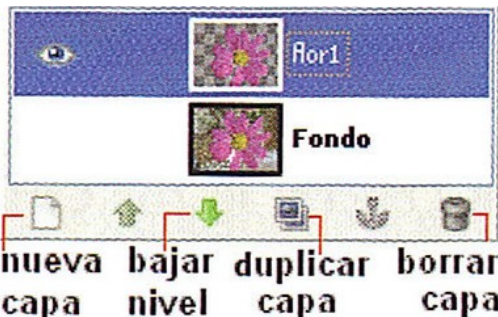 flor1
Fondo
nueva bajar duplicar borrar
capa nivel capa capa